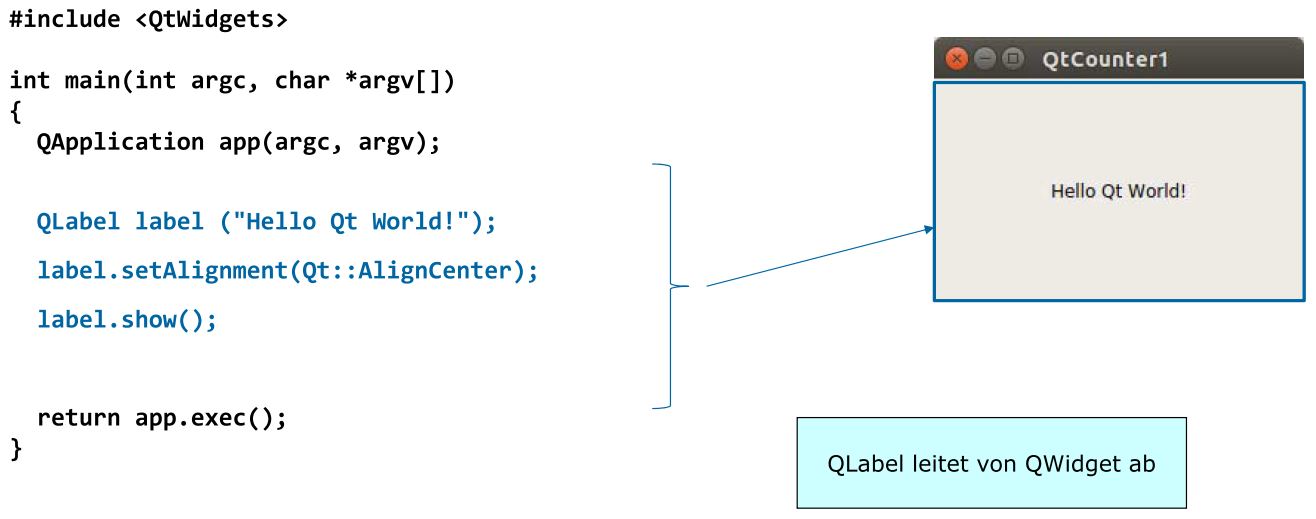 #include <QtWidgets>
int main(int argc, char *argv[])
{
  QApplication app(argc, argv);
  QLabel label ("Hello Qt World!");
  label.setAlignment(Qt::AlignCenter);
  label.show();
  return app.exec();
}
QtCounter1
Hello Qt World!
QLabel leitet von QWidget ab